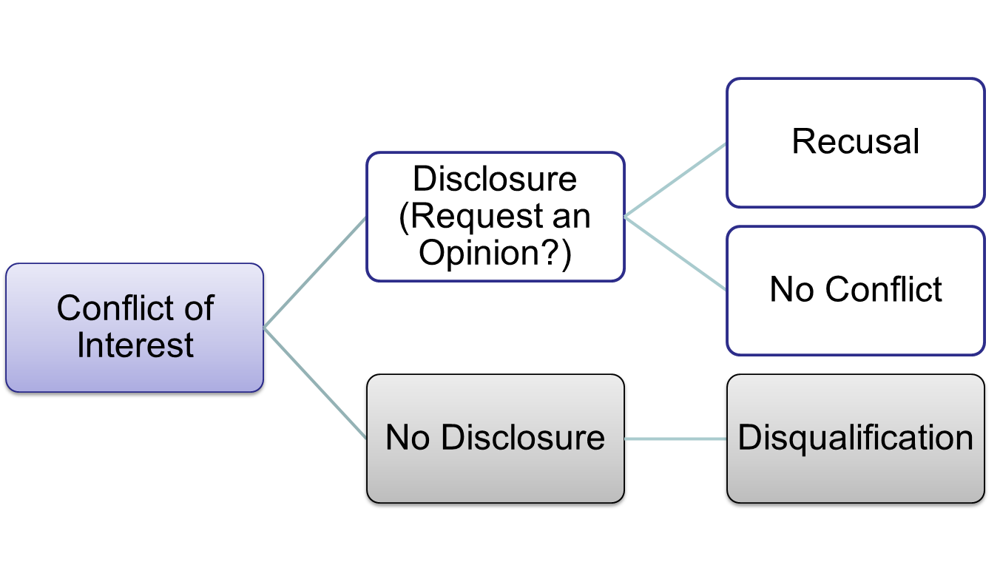 Conflict of
Interest
Disclosure
(Request an
Opinion?)
Recusal
No Conflict
No Disclosure
Disqualification